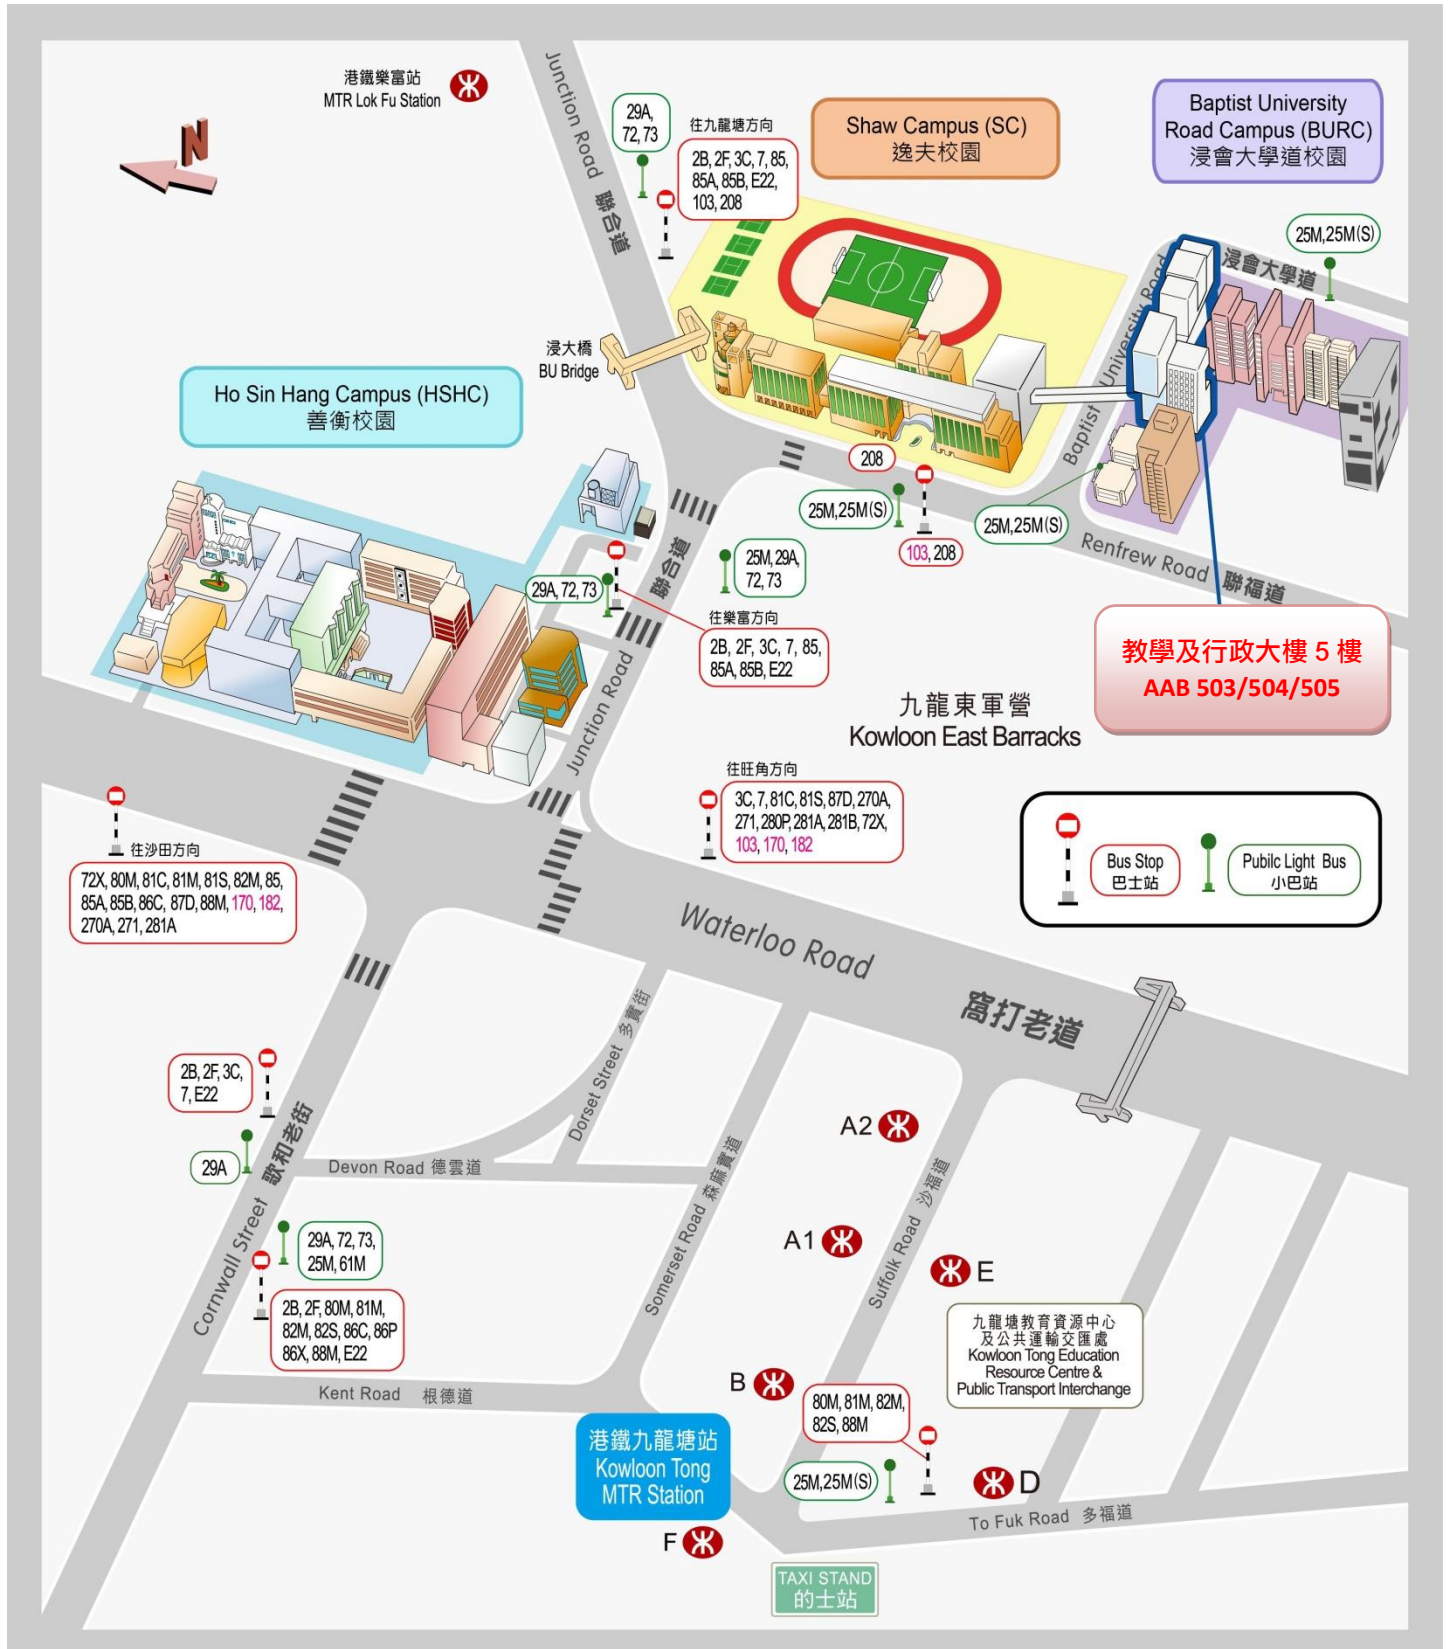 港鐵樂富站
MTR Lok Fu Station
N
Junction Road 聯合道
29A,
72, 73
往九龍塘方向
2B, 2F, 3C, 7, 85,
85A, 85B, E22,
103, 208
Shaw Campus (SC)
逸夫校園
Baptist University
Road Campus (BURC)
浸會大學道校園
25M,25M(S)
浸會大學道
Baptist University Road
浸大橋
BU Bridge
Ho Sin Hang Campus (HSHC)
善衡校園
208
25M,25M(S)
103, 208
25M,25M(S)
Renfrew Road 聯福道
聯合道
25M, 29A,
72, 73
29A, 72, 73
往樂富方向
2B, 2F, 3C, 7, 85,
85A, 85B, E22
Junction Road
教學及行政大樓 5 樓
AAB 503/504/505
九龍東軍營
Kowloon East Barracks
往旺角方向
3C, 7, 81C, 81S, 87D, 270A,
271, 280P, 281A, 281B, 72X,
103, 170, 182
往沙田方向
72X, 80M, 81C, 81M, 81S, 82M, 85,
85A, 85B, 86C, 87D, 88M, 170, 182,
270A, 271, 281A
Bus Stop
巴士站
Pubilc Light Bus
小巴站
Waterloo Road
窩打老道
2B, 2F, 3C,
7, E22
29A
Cornwall Street 歌和老街
Dorset Street 多實街
Devon Road 德雲道
29A, 72, 73,
25M, 61M
2B, 2F, 80M, 81M,
82M, 82S, 86C, 86P
86X, 88M, E22
Somerset Road 森麻實道
Suffolk Road 沙福道
A2
A1
E
九龍塘教育資源中心
及公共運輸交匯處
Kowloon Tong Education
Resource Centre &
Public Transport Interchange
Kent Road 根德道
B
80M, 81M, 82M,
82S, 88M
港鐵九龍塘站
Kowloon Tong
MTR Station
25M,25M(S)
D
To Fuk Road 多福道
F
TAXI STAND
的士站